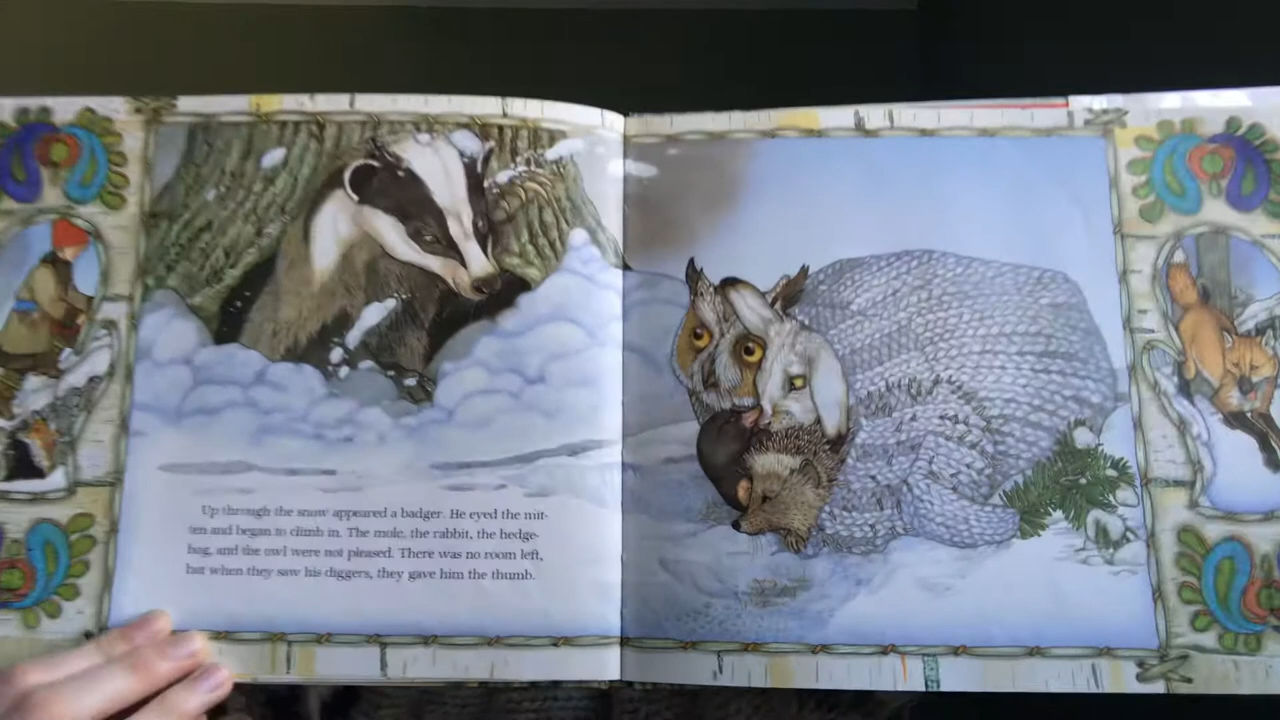 Up through the snow appeared a badger. He eyed the mit-
ten and began to climb in. The mole, the rabbit, the hedge-
hog, and the owl were not pleased. There was no room left,
but when they saw his diggers, they gave him the thumb.